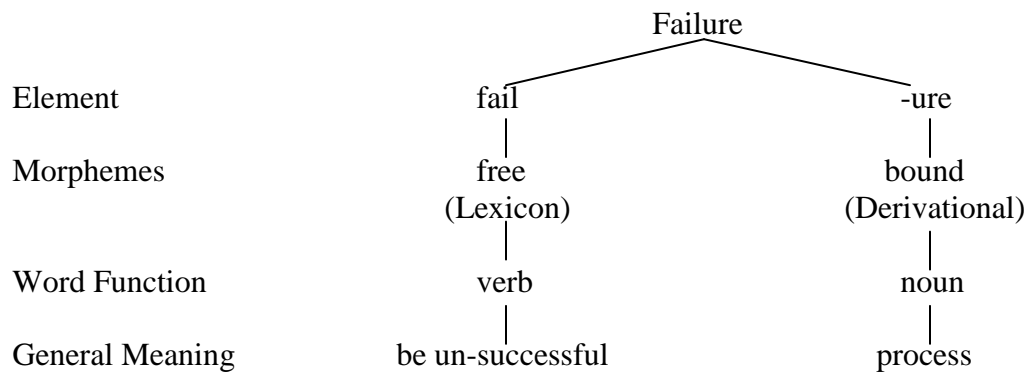 Failure
Element fail -ure
Morphemes free bound
(Lexicon) (Derivational)
Word Function verb noun
General Meaning be un-successful process